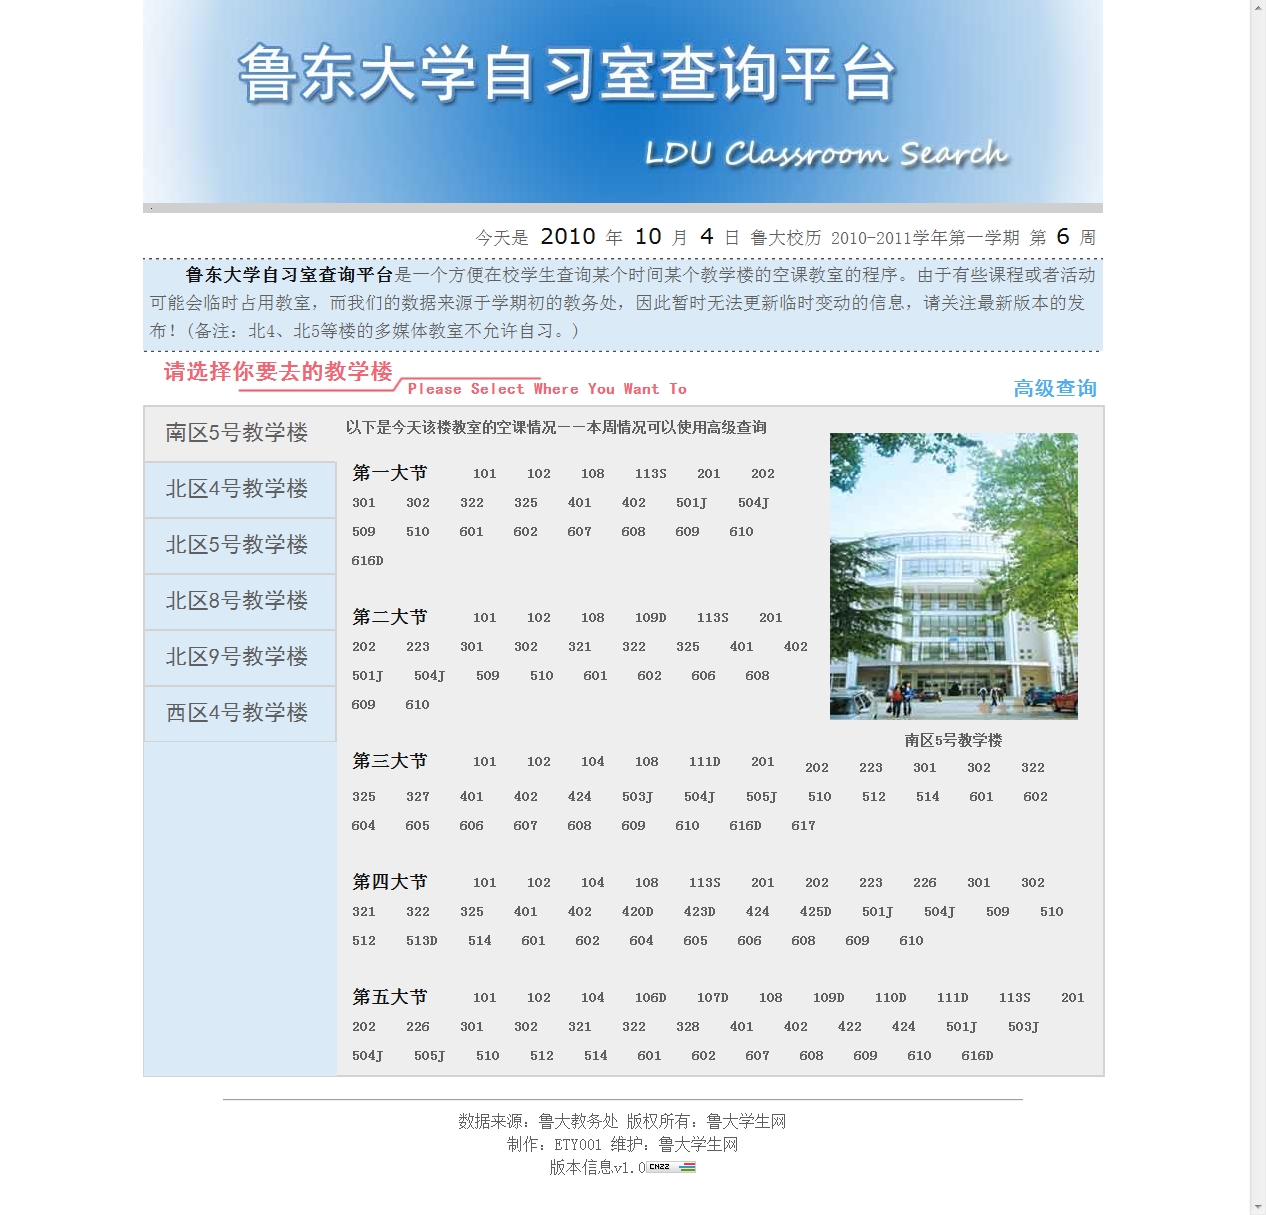 鲁东大学自习室查询平台
LDU Classroom Search
今天是 2010 年 10 月 4 日 鲁大校历 2010-2011学年第一学期 第 6 周
鲁东大学自习室查询平台是一个方便在校学生查询某个时间某个教学楼的空课教室的程序。由于有些课程或者活动
可能会临时占用教室，而我们的数据来源于学期初的教务处，因此暂时无法更新临时变动的信息，请关注最新版本的发
布！(备注：北4、北5等楼的多媒体教室不允许自习。)
请选择你要去的教学楼
Please Select Where You Want To
高级查询
南区5号教学楼
北区4号教学楼
北区5号教学楼
北区8号教学楼
北区9号教学楼
西区4号教学楼
以下是今天该楼教室的空课情况－－本周情况可以使用高级查询
第一大节 101 102 108 113S 201 202
301 302 322 325 401 402 501J 504J
509 510 601 602 607 608 609 610
616D
第二大节 101 102 108 109D 113S 201
202 223 301 302 321 322 325 401 402
501J 504J 509 510 601 602 606 608
609 610
南区5号教学楼
第三大节 101 102 104 108 111D 201 202 223 301 302 322
325 327 401 402 424 503J 504J 505J 510 512 514 601 602
604 605 606 607 608 609 610 616D 617
第四大节 101 102 104 108 113S 201 202 223 226 301 302
321 322 325 401 402 420D 423D 424 425D 501J 504J 509 510
512 513D 514 601 602 604 605 606 608 609 610
第五大节 101 102 104 106D 107D 108 109D 110D 111D 113S 201
202 226 301 302 321 322 328 401 402 422 424 501J 503J
504J 505J 510 512 514 601 602 607 608 609 610 616D
数据来源：鲁大教务处 版权所有：鲁大学生网
制作：ETY001 维护：鲁大学生网
版本信息v1.0 CNZZ